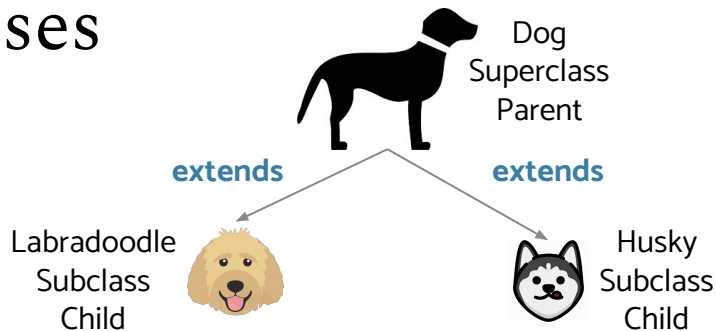 ses
Dog
Superclass
Parent
extends
extends
Labradoodle
Subclass
Child
Husky
Subclass
Child